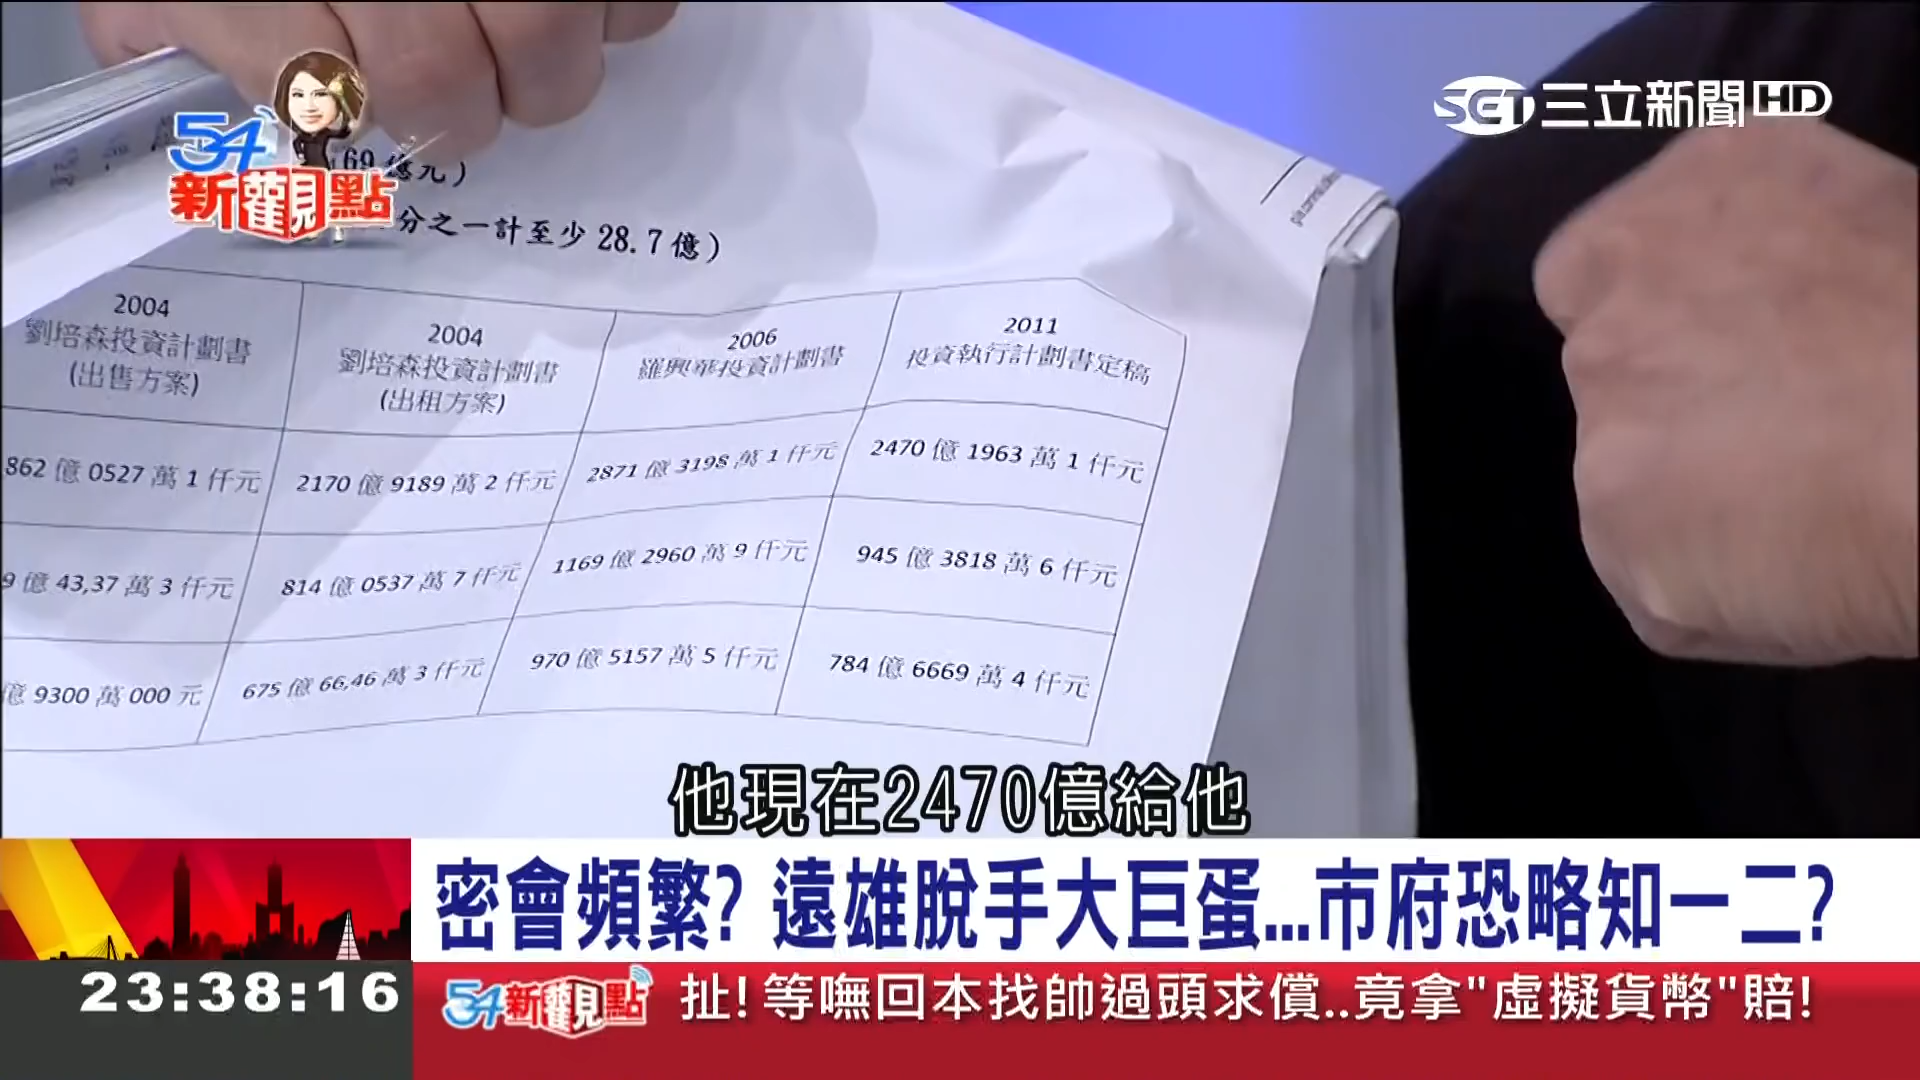 SET三立新聞HD
54
新觀點
69億元)
分之一計至少28.7億)
2004
劉培森投資計劃書
(出售方案)
2004
劉培森投資計劃書
(出租方案)
2006
羅興華投資計劃書
2011
投資執行計劃書定稿
862 億 0527 萬 1 仟元
2170 億 9189 萬 2 仟元
2871 億 3198 萬 1 仟元
2470 億 1963 萬 1 仟元
9 億 43,37 萬 3 仟元
814 億 0537 萬 7 仟元
1169 億 2960 萬 9 仟元
945 億 3818 萬 6 仟元
億 9300 萬 000 元
675 億 66,46 萬 3 仟元
970 億 5157 萬 5 仟元
784 億 6669 萬 4 仟元
他現在2470億給他
密會頻繁? 遠雄脫手大巨蛋...市府恐略知一二?
23:38:16
54新觀點
扯!等嘸回本找帥過頭求償..竟拿"虛擬貨幣"賠!